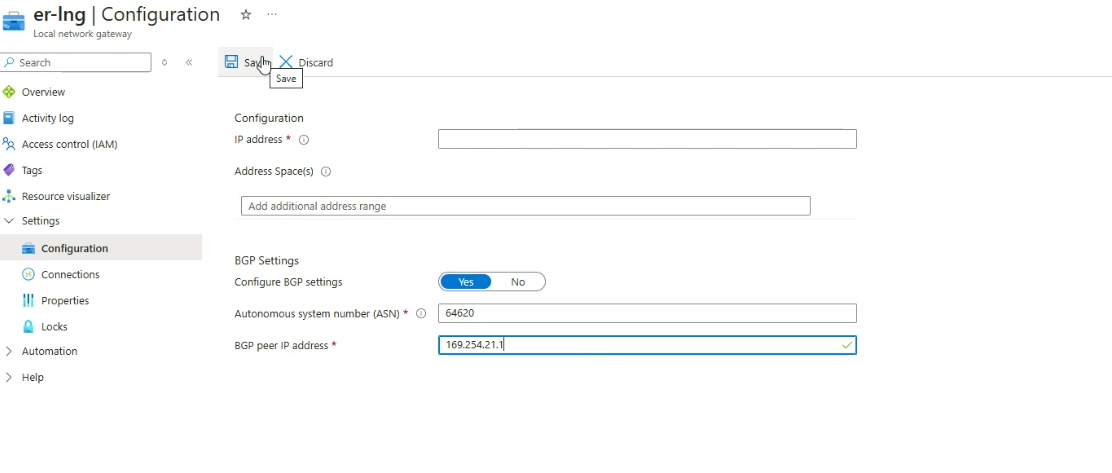 er-lng | Configuration ☆ ...
Local network gateway
Search
Save Discard
Save
Overview
Activity log
Access control (IAM)
Tags
Resource visualizer
Settings
Configuration
Connections
Properties
Locks
Automation
Help
Configuration
IP address *
Address Space(s)
Add additional address range
BGP Settings
Configure BGP settings Yes No
Autonomous system number (ASN) * 64620
BGP peer IP address * 169.254.21.1